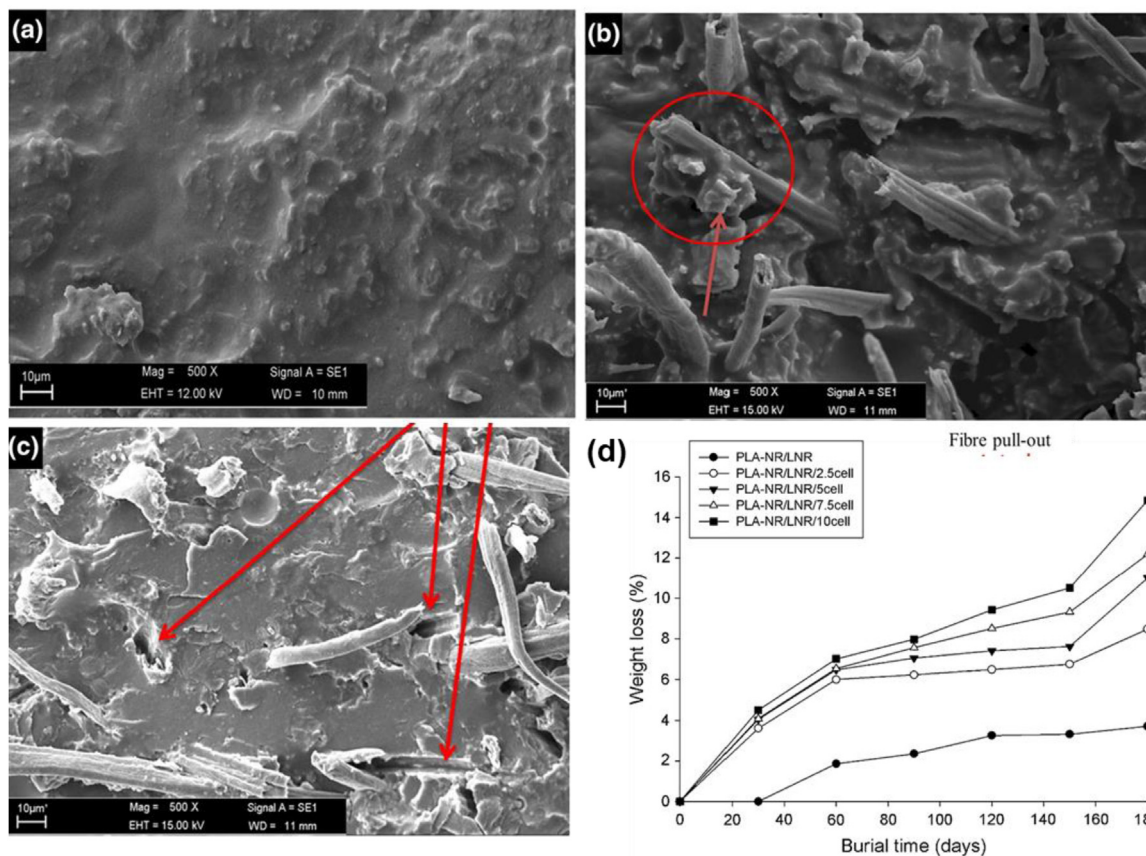 (a)
10µm
Mag = 500 X
Signal A = SE1
EHT = 12.00 kV
WD = 10 mm
(b)
10µm
Mag = 500 X
Signal A = SE1
EHT = 15.00 kV
WD = 11 mm
(c)
10µm
Mag = 500 X
Signal A = SE1
EHT = 15.00 kV
WD = 11 mm
Fibre pull-out
(d)
PLA-NR/LNR
PLA-NR/LNR/2.5cell
PLA-NR/LNR/5cell
PLA-NR/LNR/7.5cell
PLA-NR/LNR/10cell
Weight loss (%)
16
14
12
10
8
6
4
2
0
0 20 40 60 80 100 120 140 160
Burial time (days)